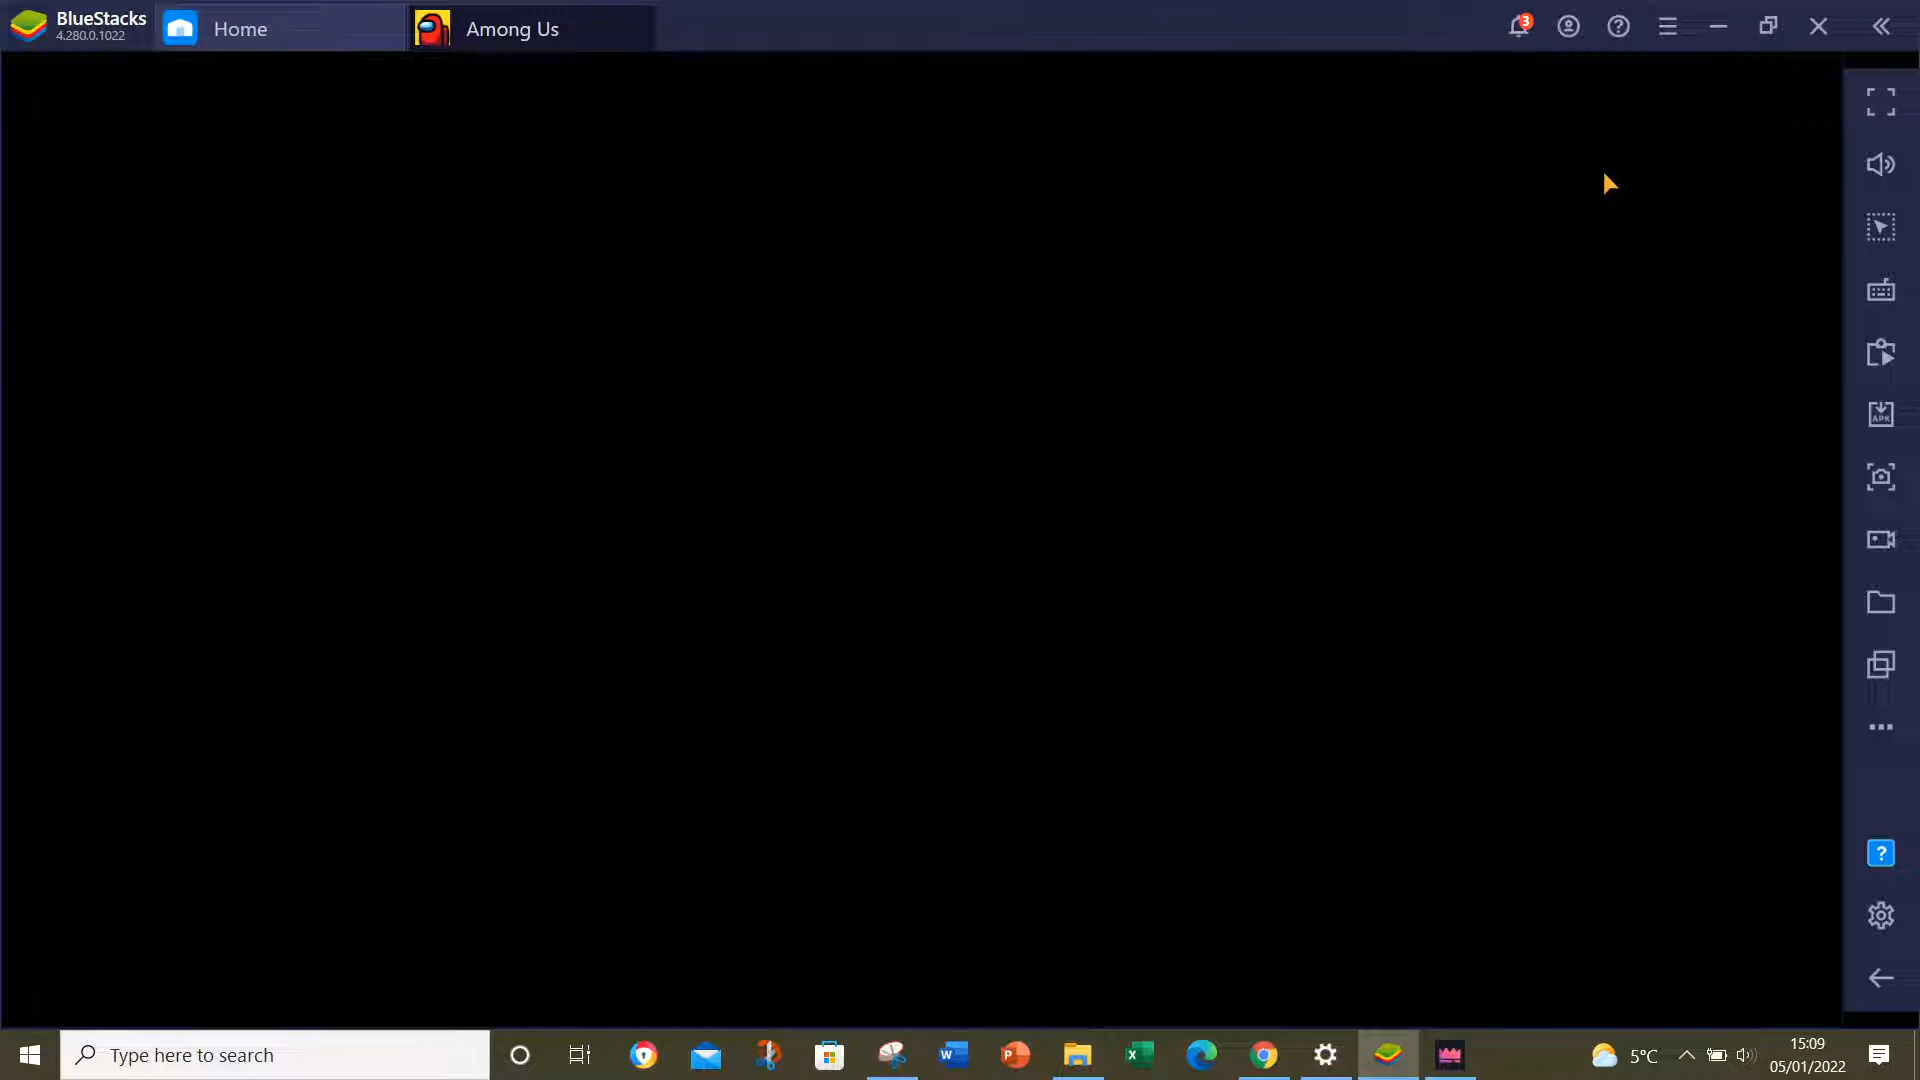 BlueStacks
4.280.0.1022
Home
Among Us
3
APK
?
Type here to search
5°C
15:09
05/01/2022